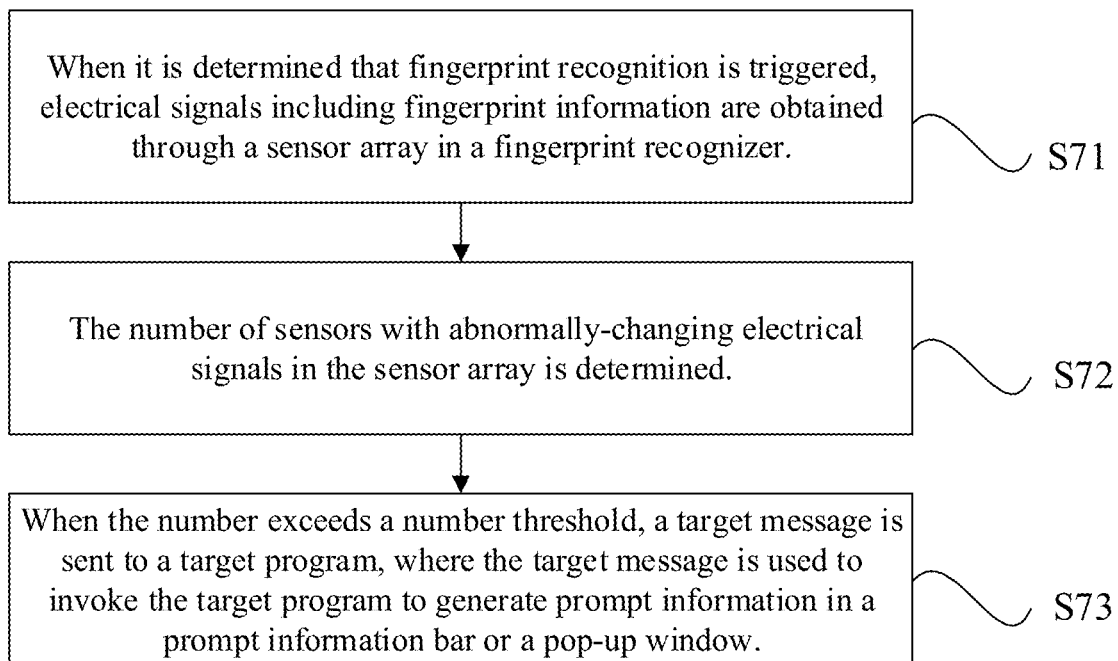 When it is determined that fingerprint recognition is triggered,
electrical signals including fingerprint information are obtained
through a sensor array in a fingerprint recognizer.
S71
The number of sensors with abnormally-changing electrical
signals in the sensor array is determined.
S72
When the number exceeds a number threshold, a target message is
sent to a target program, where the target message is used to
invoke the target program to generate prompt information in a
prompt information bar or a pop-up window.
S73